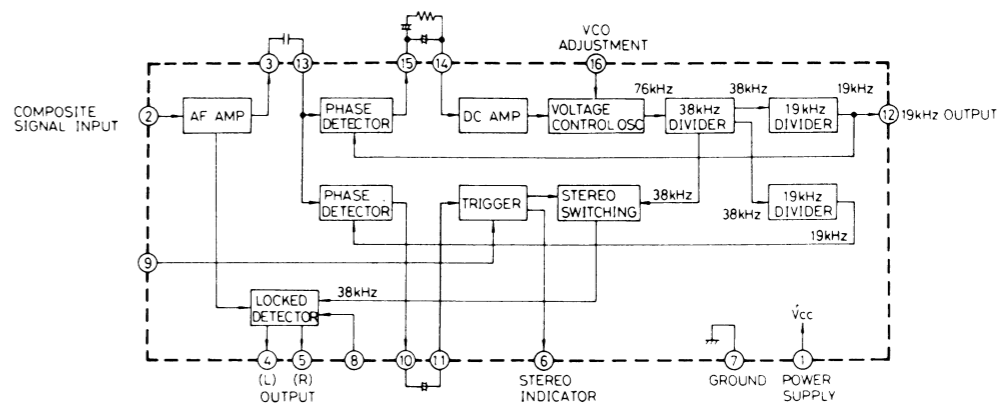 VCO
ADJUSTMENT
3
13
15
14
16
76kHz
38kHz
19kHz
COMPOSITE
SIGNAL INPUT
2
AF AMP
PHASE
DETECTOR
DC AMP
VOLTAGE
CONTROL OSC
38kHz
DIVIDER
19kHz
DIVIDER
12
19kHz OUTPUT
PHASE
DETECTOR
TRIGGER
STEREO
SWITCHING
38kHz
38kHz
19kHz
DIVIDER
19kHz
9
LOCKED
DETECTOR
38kHz
Vcc
4
5
8
10
11
6
7
1
(L)
(R)
OUTPUT
STEREO
INDICATOR
GROUND
POWER
SUPPLY